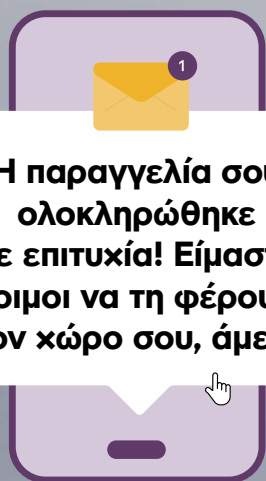 1
Η παραγγελία σου
ολοκληρώθηκε
ε επιτυχία! Είμαστ
οιμοι να τη φέρου
ον χώρο σου, άμε